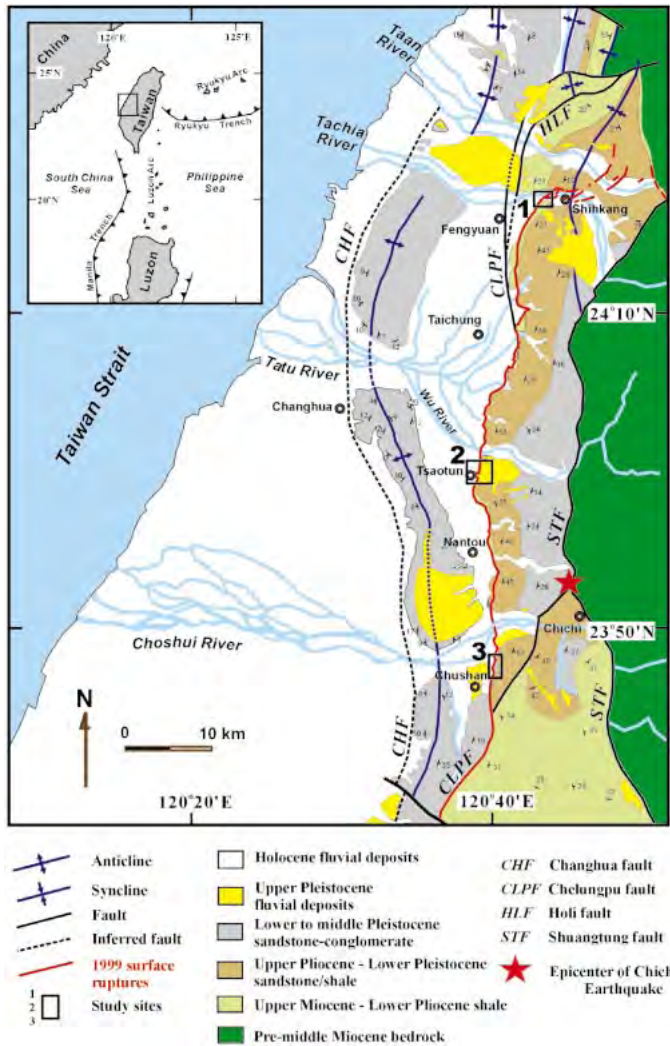 120°E
125°E
China
25°N
Ryukyu Arc
Taiwan
Ryukyu Trench
South China
Sea
Luzon Arc
Philippine
Sea
20°N
Manila
Trench
Luzon
Taan
River
Tachia
River
HLF
1
Shihkang
Fengyuan
CHF
CLPF
24°10'N
Taichung
Taiwan Strait
Tatu River
Changhua
Wu River
2
Tsaotun
STF
Nantou
Chichi
23°50'N
Choshui River
3
Chushan
N
0 10 km
CHF
CLPF
STF
120°20'E
120°40'E
Anticline
Syncline
Fault
Inferred fault
1999 surface
ruptures
1
2
3
Study sites
Holocene fluvial deposits
Upper Pleistocene
fluvial deposits
Lower to middle Pleistocene
sandstone-conglomerate
Upper Pliocene - Lower Pleistocene
sandstone/shale
Upper Miocene - Lower Pliocene shale
Pre-middle Miocene bedrock
CHF Changhua fault
CLPF Chelungpu fault
HLF Holi fault
STF Shuangtung fault
Epicenter of Chich
Earthquake